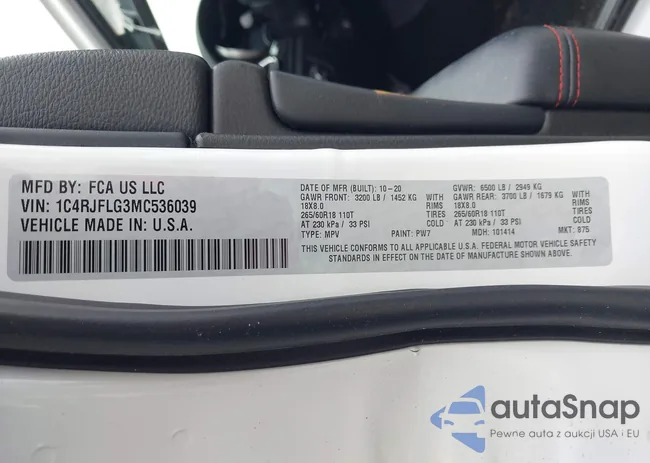 MFD BY: FCA US LLC
VIN: 1C4RJFLG3MC536039
VEHICLE MADE IN: U.S.A.
DATE OF MFR (BUILT): 10-20 GVWR: 6500 LB / 2949 KG
GAWR FRONT: 3200 LB / 1452 KG GAWR REAR: 3700 LB / 1679 KG
18X8.0 RIMS 18X8.0 RIMS
265/60R18 110T TIRES 265/60R18 110T TIRES
AT 230 kPa / 33 PSI COLD AT 230 kPa / 33 PSI COLD
TYPE: MPV PAINT: PW7 MDH: 101414 MKT: 875
THIS VEHICLE CONFORMS TO ALL APPLICABLE U.S.A. FEDERAL MOTOR VEHICLE SAFETY
STANDARDS IN EFFECT ON THE DATE OF MANUFACTURE SHOWN ABOVE.
autoSnap
Pewne auta z aukcji USA i EU